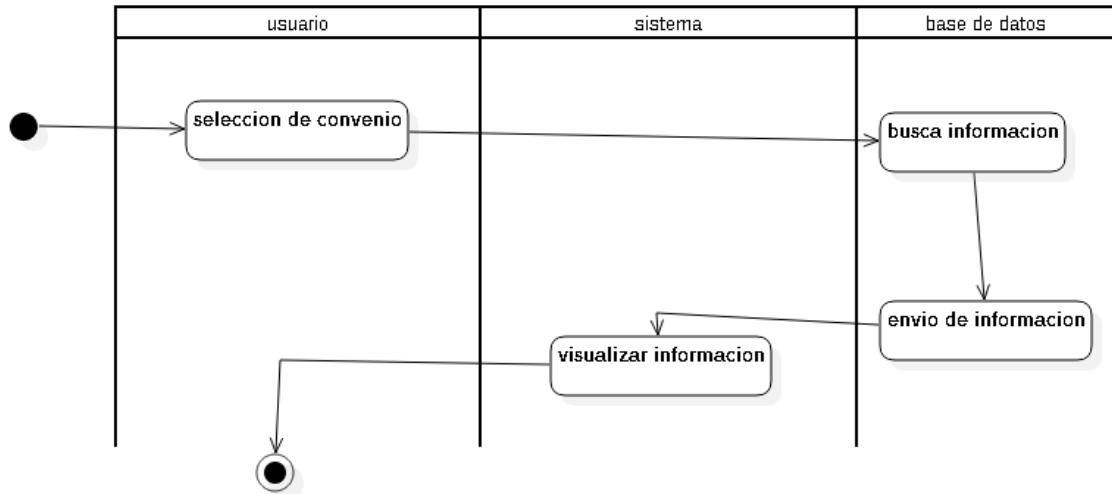 usuario
sistema
base de datos
seleccion de convenio
busca informacion
envio de informacion
visualizar informacion